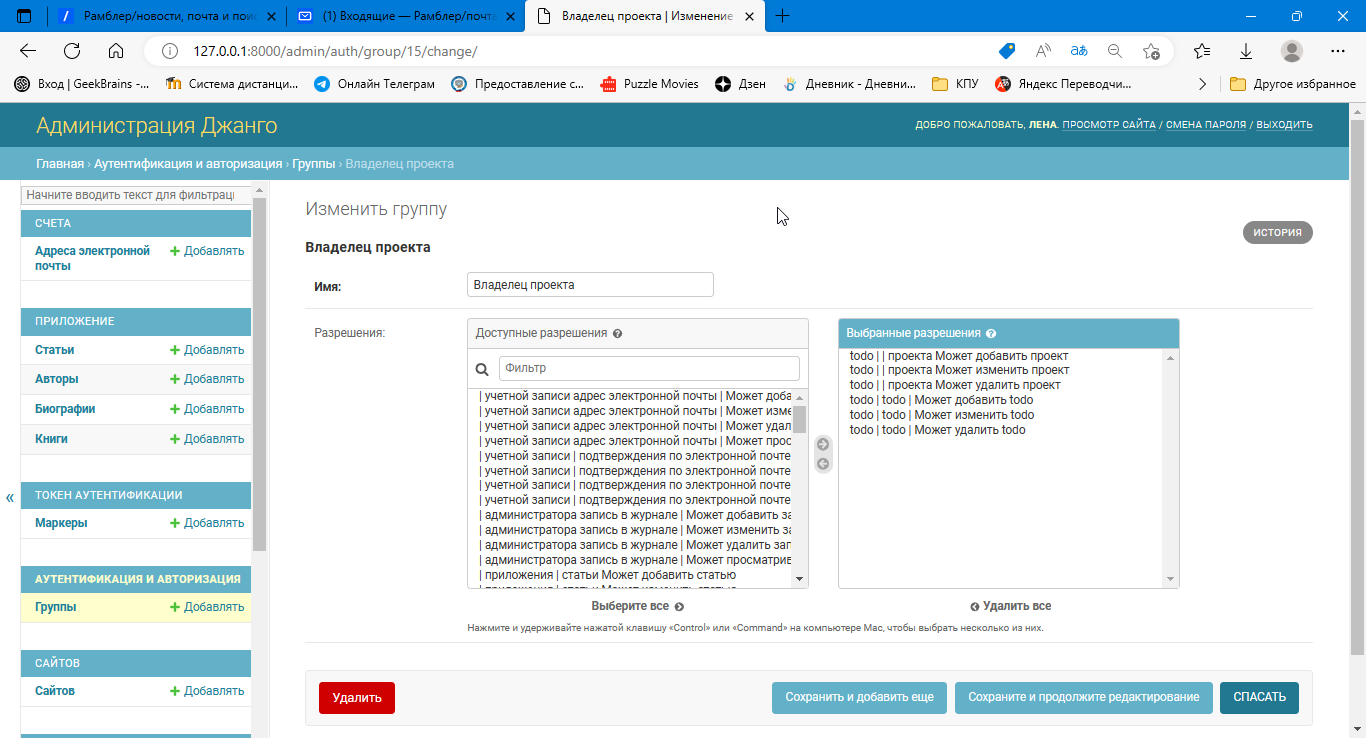 Рамблер/новости, почта и поис
(1) Входящие — Рамблер/почта
Владелец проекта | Изменение
127.0.0.1:8000/admin/auth/group/15/change/
Вход | GeekBrains -...
Система дистанци...
Онлайн Телеграм
Предоставление с...
Puzzle Movies
Дзен
Дневник - Дневни...
КПУ
Яндекс Переводчи...
Другое избранное
Администрация Джанго
ДОБРО ПОЖАЛОВАТЬ, ЛЕНА. ПРОСМОТР САЙТА / СМЕНА ПАРОЛЯ / ВЫХОДИТЬ
Главная › Аутентификация и авторизация › Группы › Владелец проекта
Начните вводить текст для фильтрац
СЧЕТА
Адреса электронной почты
Добавлять
ПРИЛОЖЕНИЕ
Статьи
Добавлять
Авторы
Добавлять
Биографии
Добавлять
Книги
Добавлять
ТОКЕН АУТЕНТИФИКАЦИИ
Маркеры
Добавлять
АУТЕНТИФИКАЦИЯ И АВТОРИЗАЦИЯ
Группы
Добавлять
САЙТОВ
Сайтов
Добавлять
«
Изменить группу
ИСТОРИЯ
Владелец проекта
Имя:
Владелец проекта
Разрешения:
Доступные разрешения
Фильтр
| учетной записи адрес электронной почты | Может доба
| учетной записи адрес электронной почты | Может изме
| учетной записи адрес электронной почты | Может удал
| учетной записи адрес электронной почты | Может прос
| учетной записи | подтверждения по электронной почте
| учетной записи | подтверждения по электронной почте
| учетной записи | подтверждения по электронной почте
| учетной записи | подтверждения по электронной почте
| администратора запись в журнале | Может добавить за
| администратора запись в журнале | Может изменить за
| администратора запись в журнале | Может удалить зап
| администратора запись в журнале | Может просматрив
| приложения | статьи Может добавить статью
Выберите все
Выбранные разрешения
todo | | проекта Может добавить проект
todo | | проекта Может изменить проект
todo | | проекта Может удалить проект
todo | todo | Может добавить todo
todo | todo | Может изменить todo
todo | todo | Может удалить todo
Удалить все
Нажмите и удерживайте нажатой клавишу «Control» или «Command» на компьютере Mac, чтобы выбрать несколько из них.
Удалить
Сохранить и добавить еще
Сохраните и продолжите редактирование
СПАСАТЬ